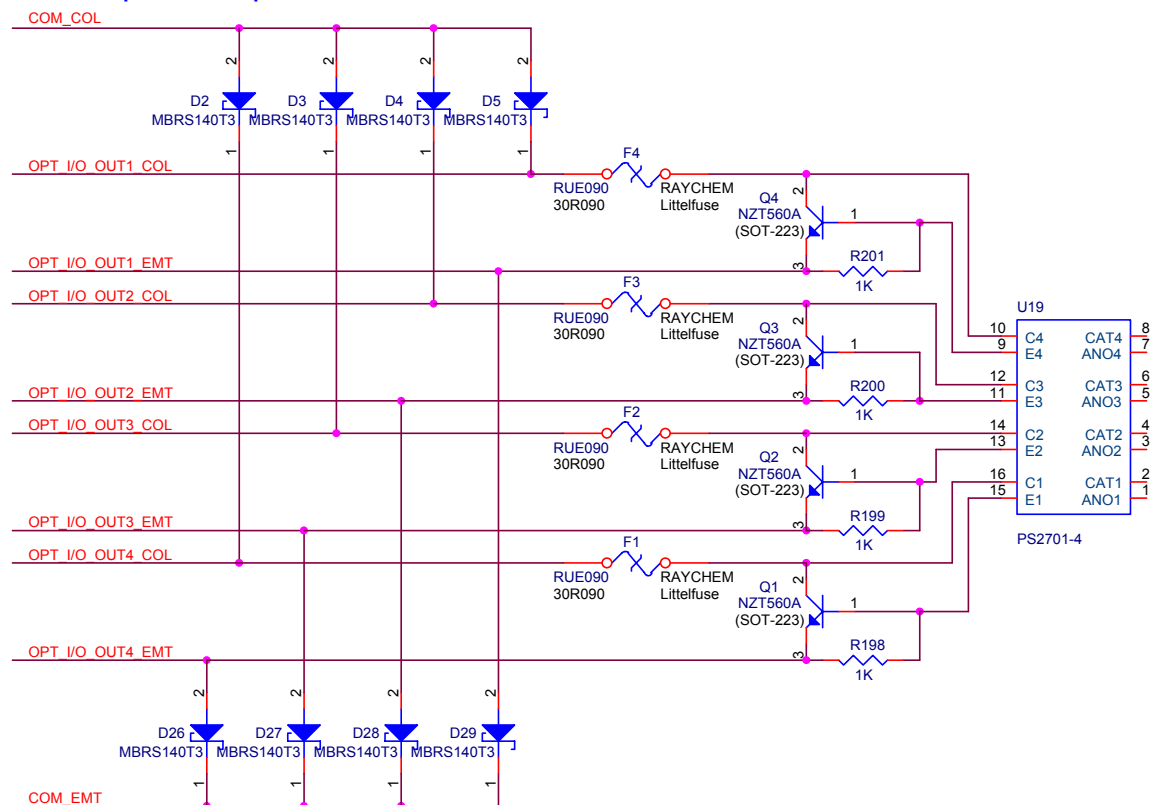 COM_COL
2 2 2 2
D2 D3 D4 D5
MBRS140T3 MBRS140T3 MBRS140T3 MBRS140T3
1 1 1 1
OPT_I/O_OUT1_COL
F4
RUE090 RAYCHEM
30R090 Littelfuse
2
Q4
NZT560A
(SOT-223)
1
3
R201
1K
OPT_I/O_OUT1_EMT
OPT_I/O_OUT2_COL
F3
RUE090 RAYCHEM
30R090 Littelfuse
2
Q3
NZT560A
(SOT-223)
1
3
R200
1K
OPT_I/O_OUT2_EMT
OPT_I/O_OUT3_COL
F2
RUE090 RAYCHEM
30R090 Littelfuse
2
Q2
NZT560A
(SOT-223)
1
3
R199
1K
OPT_I/O_OUT3_EMT
OPT_I/O_OUT4_COL
F1
RUE090 RAYCHEM
30R090 Littelfuse
2
Q1
NZT560A
(SOT-223)
1
3
R198
1K
OPT_I/O_OUT4_EMT
U19
10 C4 CAT4 8
9 E4 ANO4 7
12 C3 CAT3 6
11 E3 ANO3 5
14 C2 CAT2 4
13 E2 ANO2 3
16 C1 CAT1 2
15 E1 ANO1 1
PS2701-4
2 2 2 2
D26 D27 D28 D29
MBRS140T3 MBRS140T3 MBRS140T3 MBRS140T3
1 1 1 1
COM_EMT